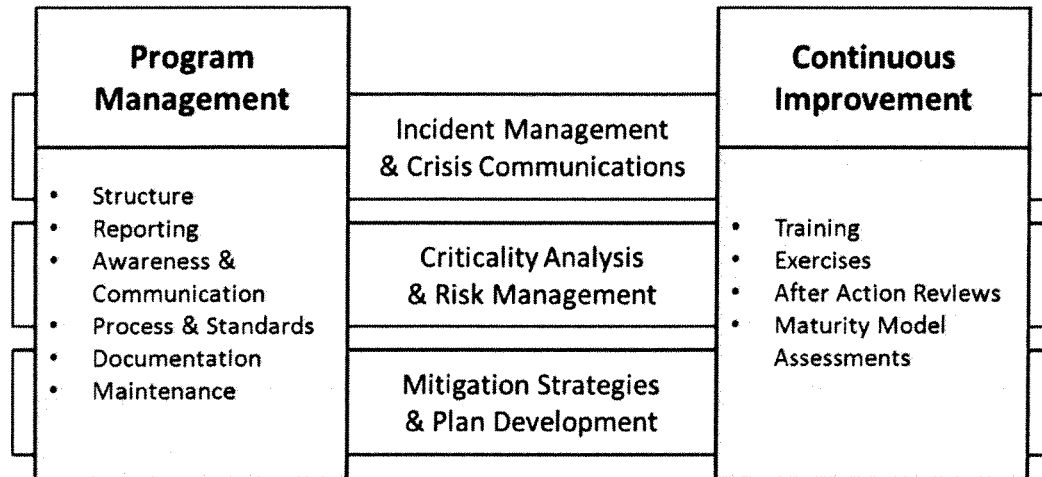 Program
Management
• Structure
• Reporting
• Awareness &
Communication
• Process & Standards
• Documentation
• Maintenance
Incident Management
& Crisis Communications
Criticality Analysis
& Risk Management
Mitigation Strategies
& Plan Development
Continuous
Improvement
• Training
• Exercises
• After Action Reviews
• Maturity Model
Assessments